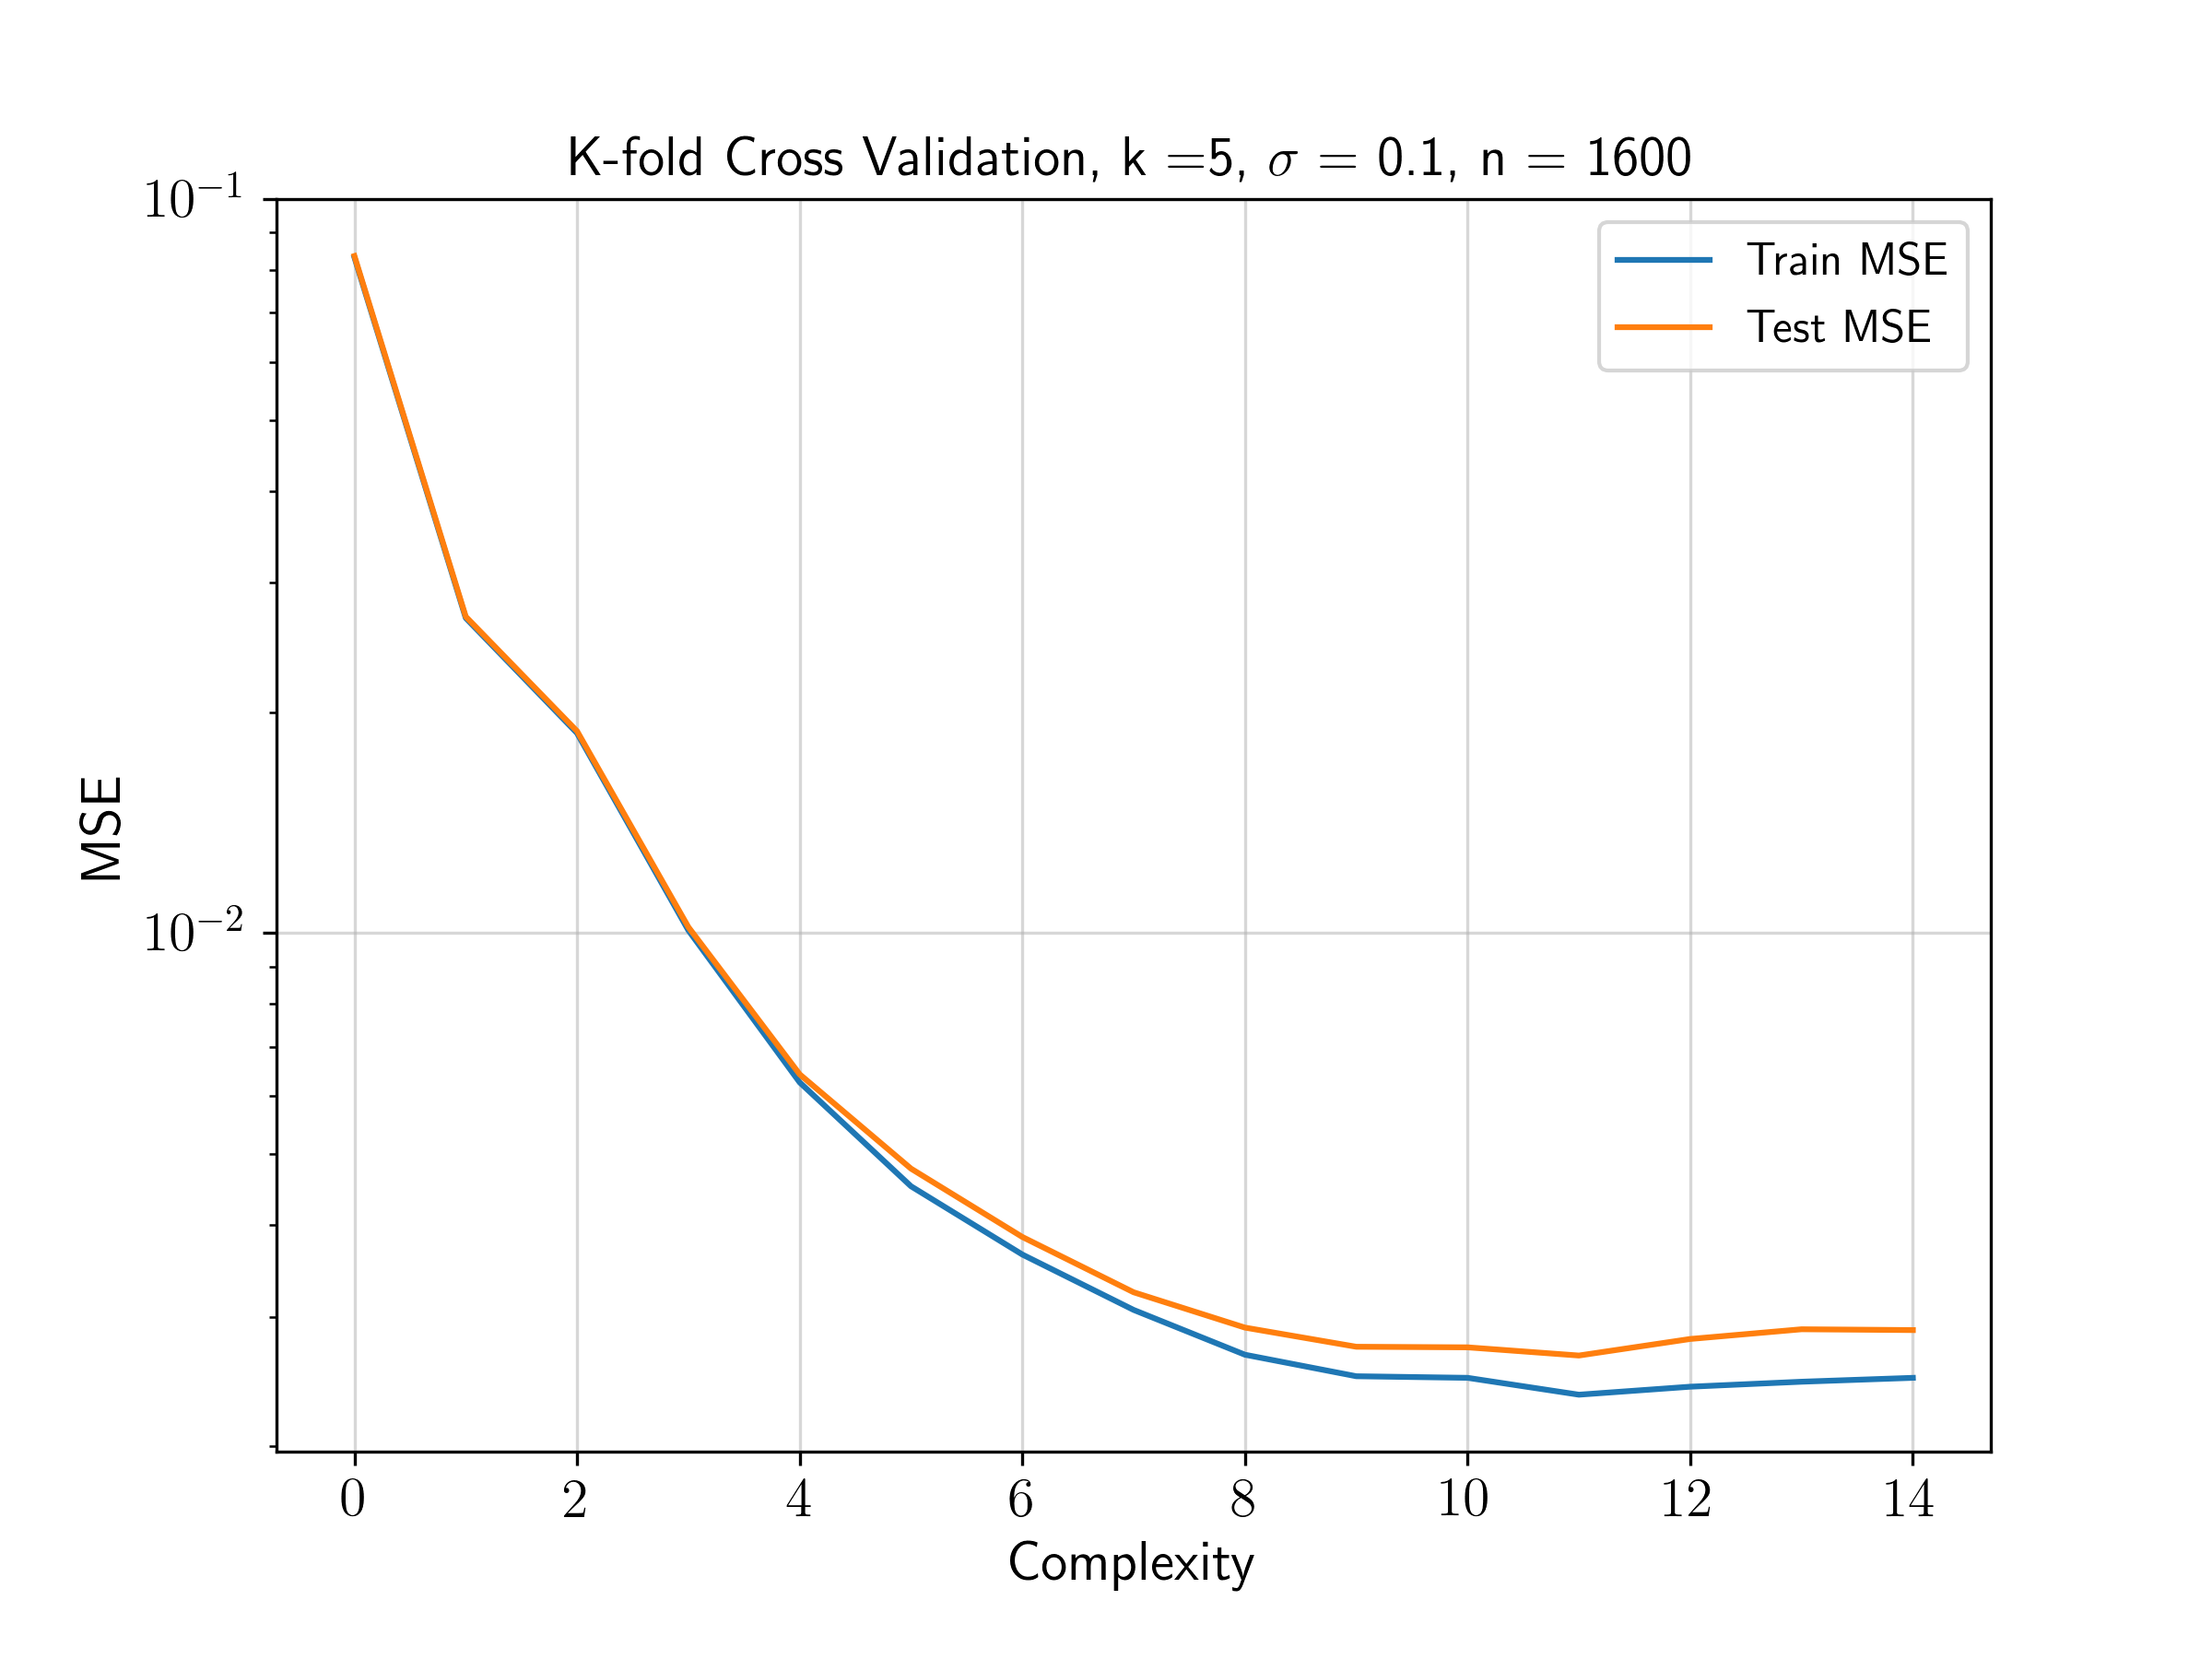 K-fold Cross Validation, k =5, σ = 0.1, n = 1600
10⁻¹
Train MSE
Test MSE
MSE
10⁻²
0 2 4 6 8 10 12 14
Complexity